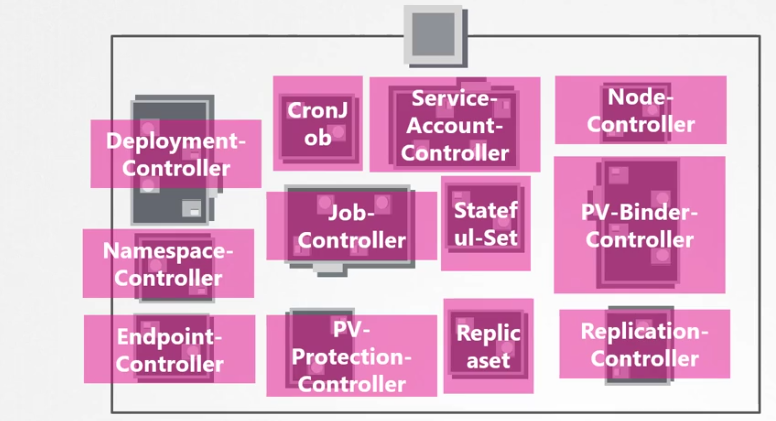 Deployment-
Controller
CronJ
ob
Service-
Account-
Controller
Node-
Controller
Namespace-
Controller
Job-
Controller
Statef
ul-Set
PV-Binder-
Controller
Endpoint-
Controller
PV-
Protection-
Controller
Replic
aset
Replication-
Controller